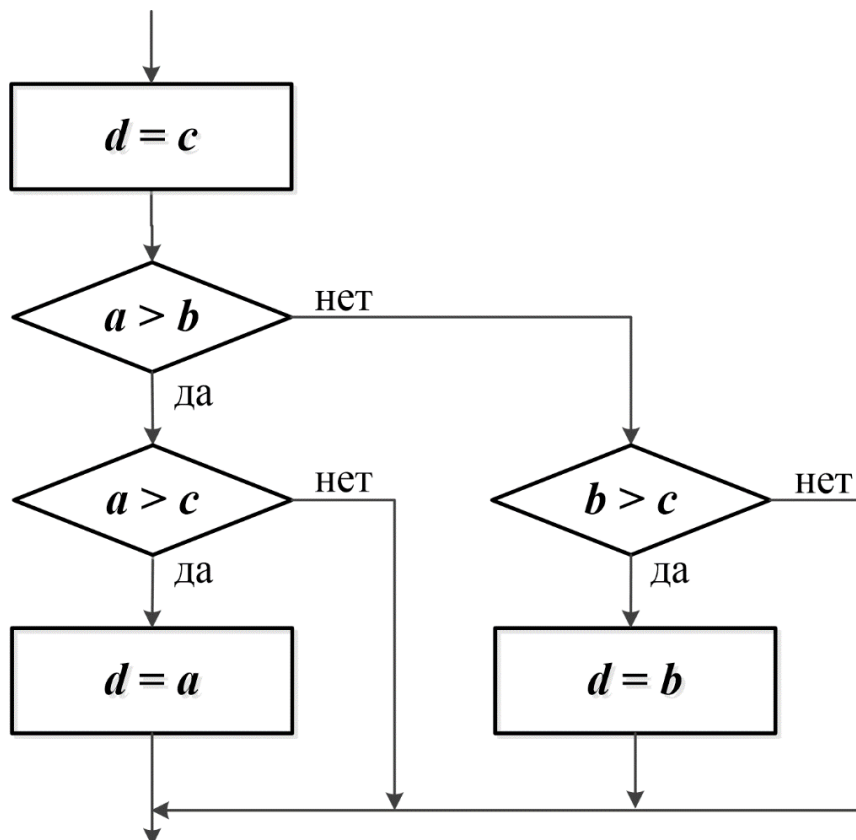 d = c
a > b
нет
да
a > c
нет
b > c
нет
да
да
d = a
d = b